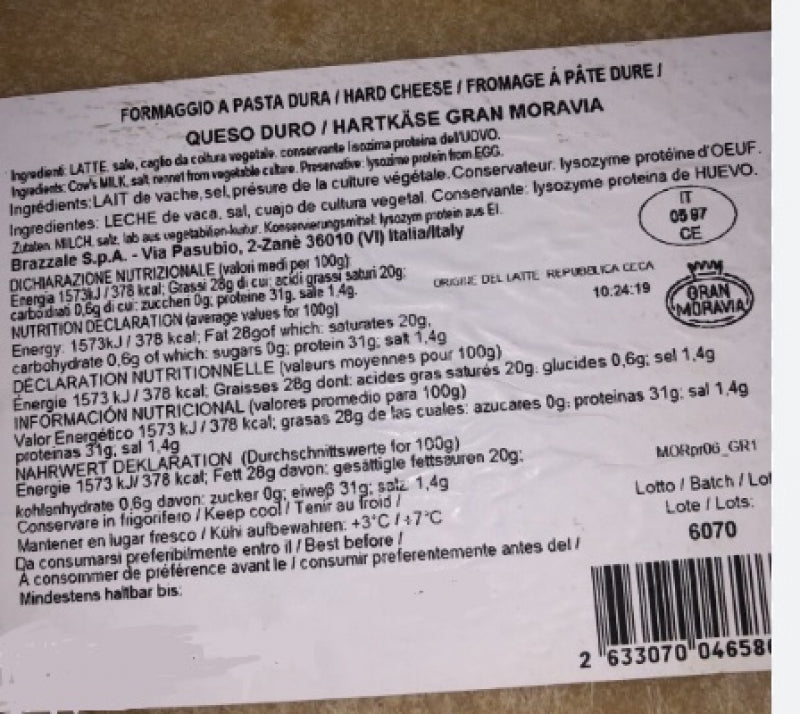 FORMAGGIO A PASTA DURA / HARD CHEESE / FROMAGE Á PÂTE DURE /
QUESO DURO / HARTKÄSE GRAN MORAVIA
Ingredienti: LATTE, sale, caglio da coltura vegetale. conservante lisozima proteina dell'UOVO.
Ingredients: Cow's MILK, salt, rennet from vegetable culture. Preservative: lysozime protein from EGG.
Ingrédients: LAIT de vache, sel, présure de la culture végétale. Conservateur. lysozyme protéine d'OEUF.
Ingredientes: LECHE de vaca, sal, cuajo de cultura vegetal. Conservante: lysozyme proteina de HUEVO.
Zutaten: MILCH, salz, lab aus vegetabilien-kultur. Konservierungsmittel: lysozym protein aus EI.
Brazzale S.p.A. - Via Pasubio, 2-Zanè 36010 (VI) Italia/Italy
IT
05 97
CE
DICHIARAZIONE NUTRIZIONALE (valori medi per 100g)
Energia 1573kJ / 378 kcal; Grassi 28g di cui: acidi grassi saturi 20g;
carboidrati 0,6g di cui: zuccheri 0g; proteine 31g, sale 1,4g.
ORIGINE DEL LATTE REPUBBLICA CECA
10:24:19
GRAN
MORAVIA
NUTRITION DECLARATION (average values for 100g)
Energy. 1573kJ / 378 kcal; Fat 28gof which: saturates 20g,
carbohydrate 0,6g of which: sugars 0g; protein 31g; salt 1,4g
DÉCLARATION NUTRITIONNELLE (valeurs moyennes pour 100g)
Énergie 1573 kJ / 378 kcal; Graisses 28g dont: acides gras saturés 20g. glucides 0,6g; sel 1,4g
INFORMACIÓN NUTRICIONAL (valores promedio para 100g)
Valor Energético 1573 kJ / 378 kcal; grasas 28g de las cuales: azucares 0g; proteinas 31g; sal 1,4g
proteinas 31g, sal 1,4g
NAHRWERT DEKLARATION (Durchschnittswerte for 100g)
Energie 1573 kJ/ 378 kcal; Fett 28g davon: gesättigte fettsäuren 20g;
kohlenhydrate 0,6g davon: zucker 0g; eiweß 31g; salz 1,4g
MORpr06_GR1
Conservare in frigorifero / Keep cool / Tenir au froid /
Mantener en lugar fresco / Kühl aufbewahren: +3°C / +7°C
Da consumarsi preferibilmente entro il / Best before /
À consommer de préférence avant le / consumir preferentemente antes del /
Mindestens haltbar bis:
Lotto / Batch / Lot
Lote / Lots:
6070
2 633070 04658